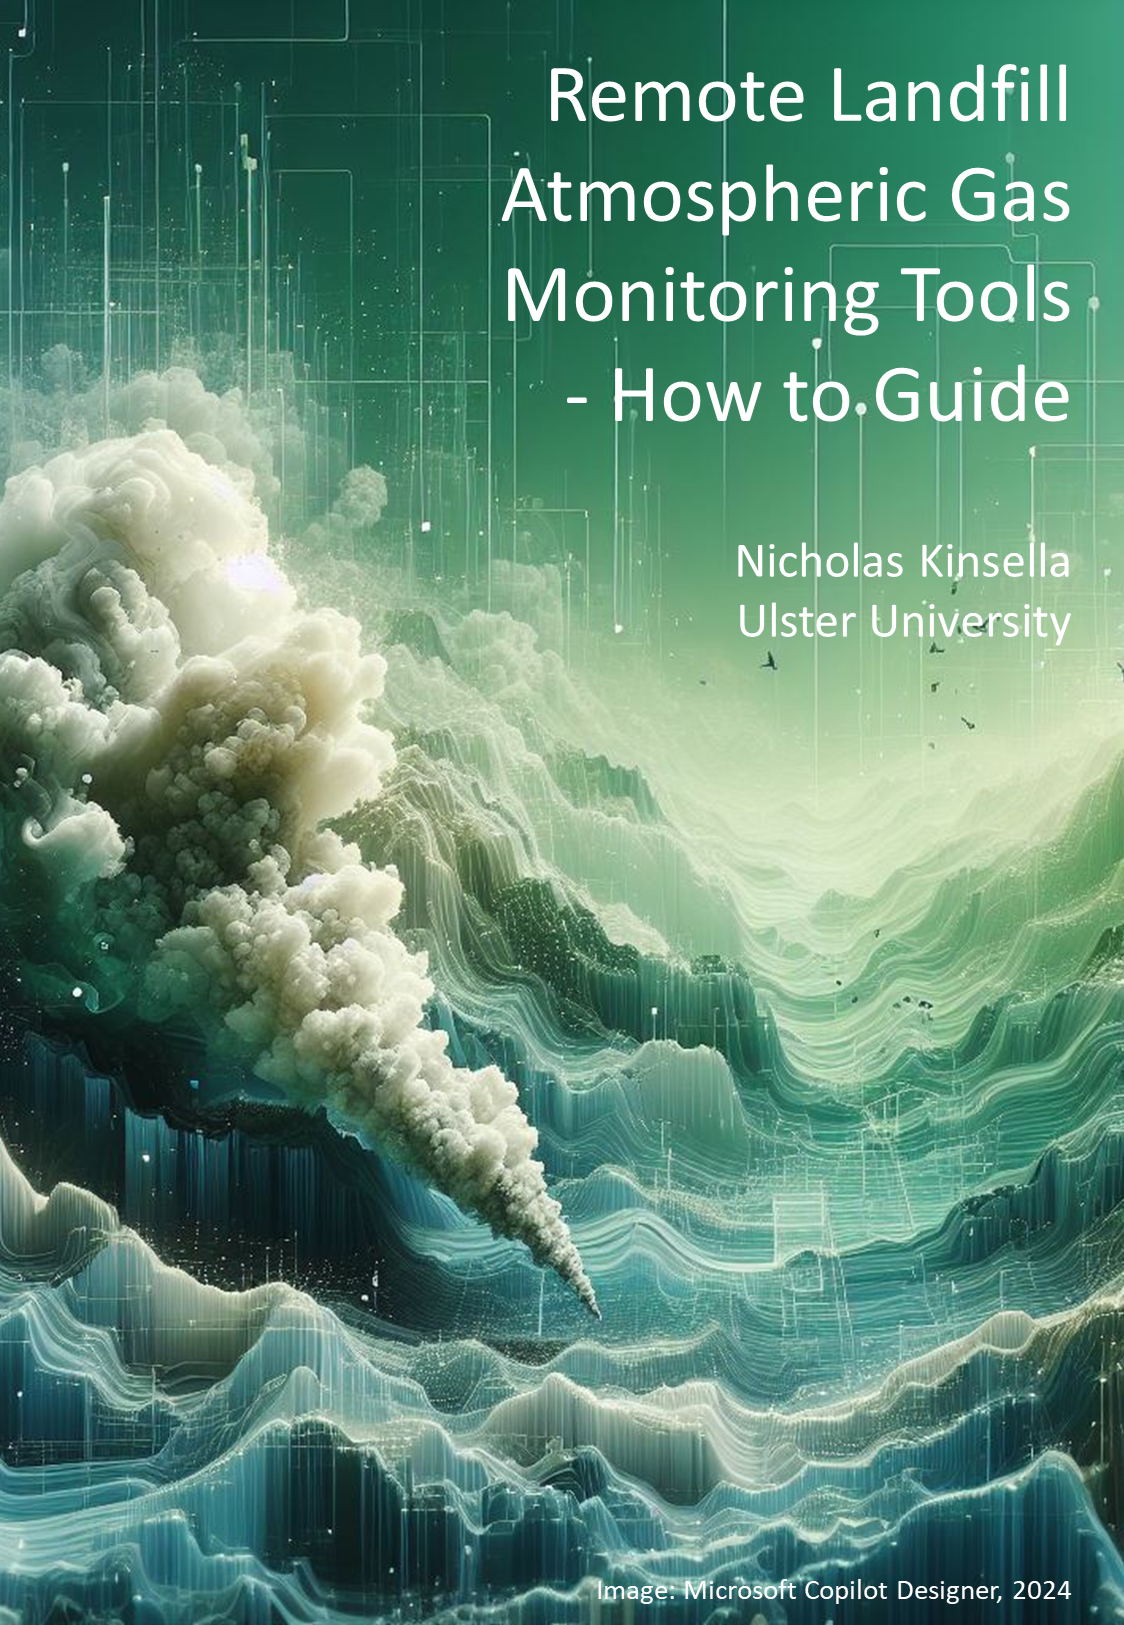 Remote Landfill
Atmospheric Gas
Monitoring Tools
- How to Guide
Nicholas Kinsella
Ulster University
Image: Microsoft Copilot Designer, 2024